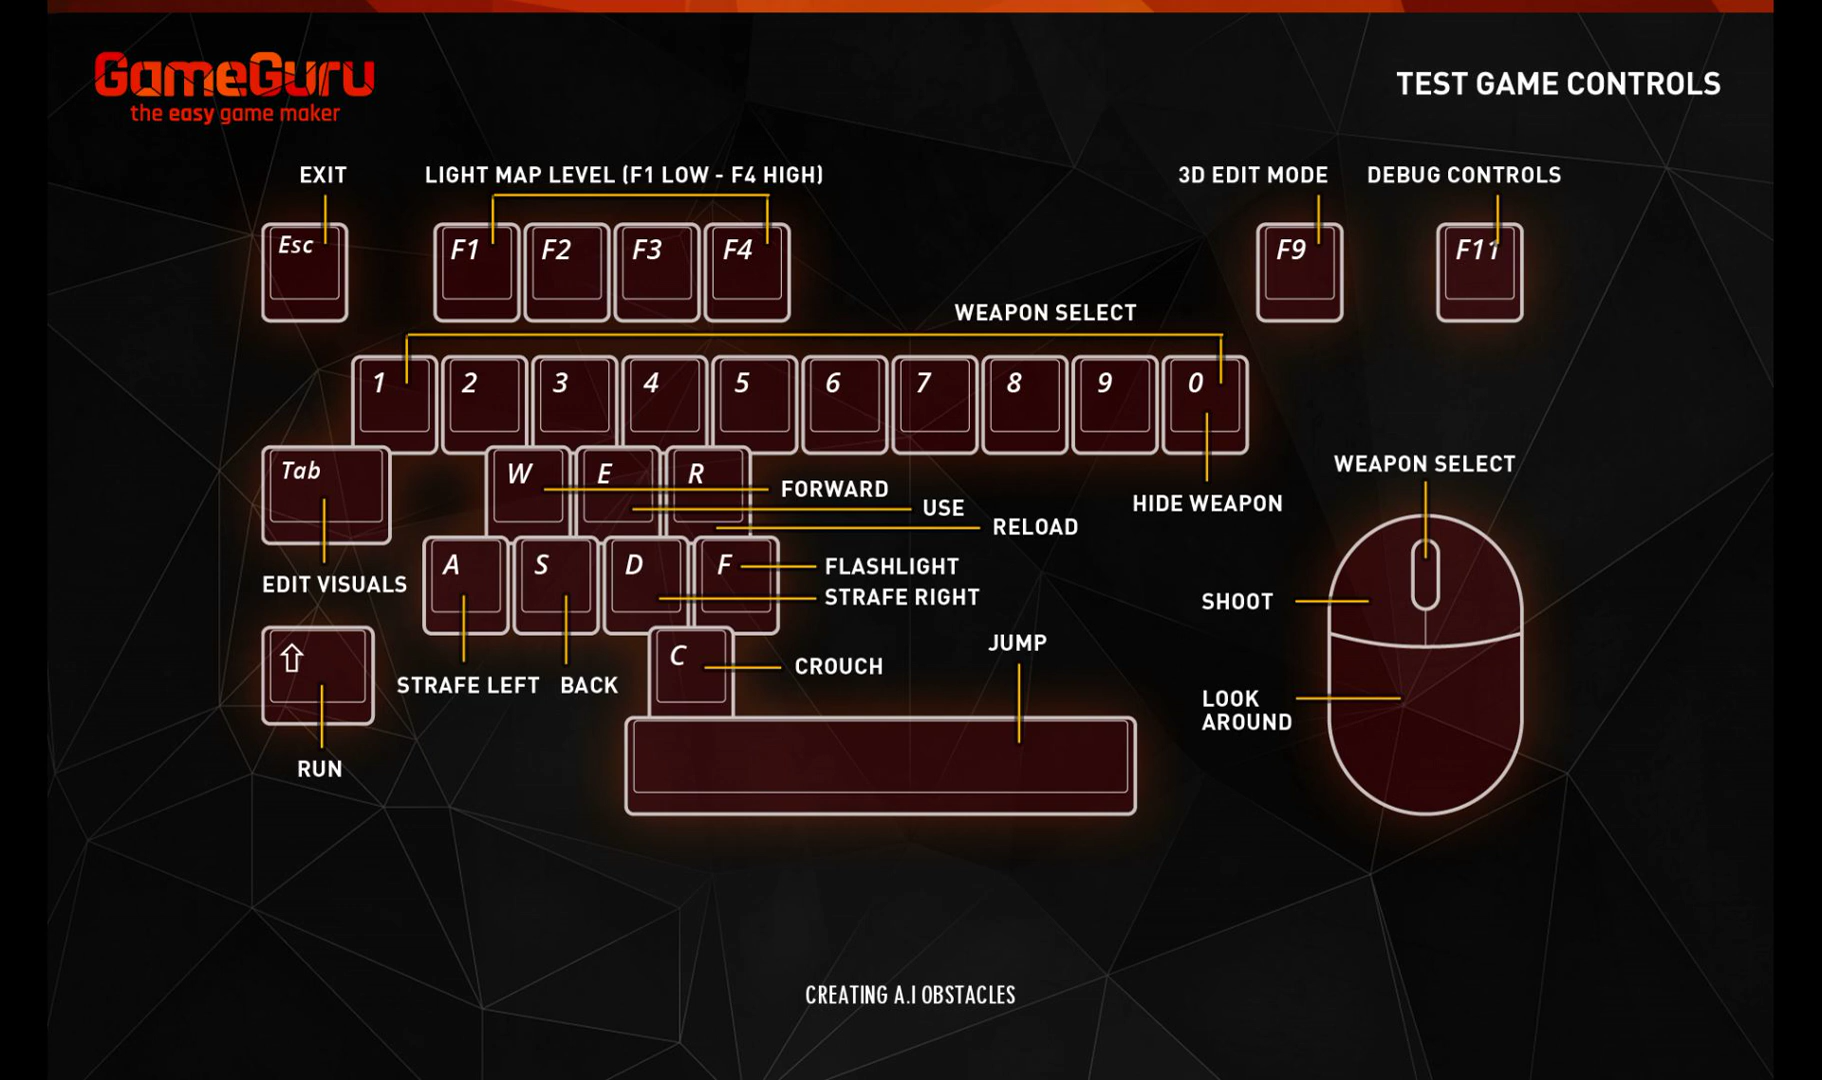 GameGuru
the easy game maker
TEST GAME CONTROLS
EXIT
LIGHT MAP LEVEL (F1 LOW - F4 HIGH)
3D EDIT MODE
DEBUG CONTROLS
Esc
F1
F2
F3
F4
F9
F11
WEAPON SELECT
1
2
3
4
5
6
7
8
9
0
HIDE WEAPON
Tab
W
E
R
FORWARD
USE
RELOAD
EDIT VISUALS
A
S
D
F
FLASHLIGHT
STRAFE RIGHT
STRAFE LEFT
BACK
C
CROUCH
JUMP
RUN
WEAPON SELECT
SHOOT
LOOK
AROUND
CREATING A.I OBSTACLES